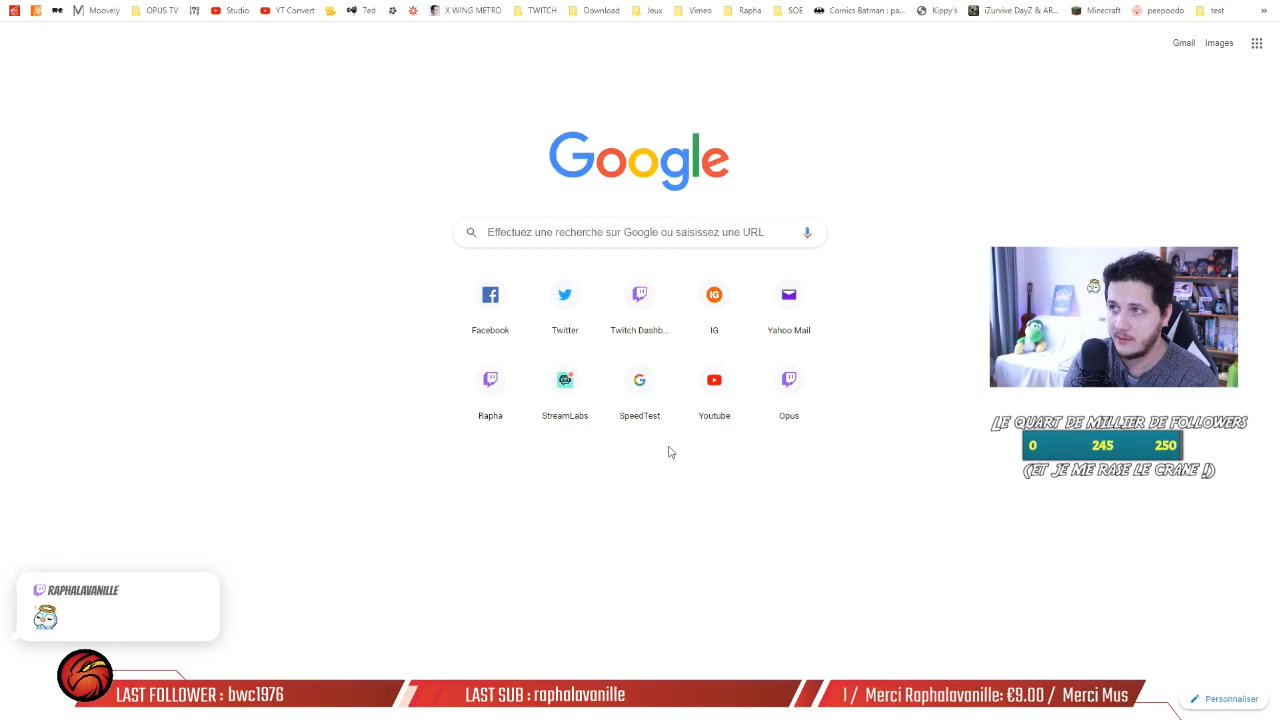 Moovely OPUS TV Studio YT Convert Ted X WING METRO TWITCH Download Jeux Vimeo Rapha SOE Comics Batman : pa... Kippy's iZurvive DayZ & AR... Minecraft peepoodo test »
Gmail Images
Google
Effectuez une recherche sur Google ou saisissez une URL
Facebook Twitter Twitch Dashb... IG Yahoo Mail
Rapha StreamLabs SpeedTest Youtube Opus
LE QUART DE MILLIER DE FOLLOWERS
0 245 250
(ET JE ME RASE LE CRANE !)
RAPHALAVANILLE
LAST FOLLOWER : bwc1976 LAST SUB : raphalavanille / Merci Raphalavanille: €9.00 / Merci Mus
Personnaliser